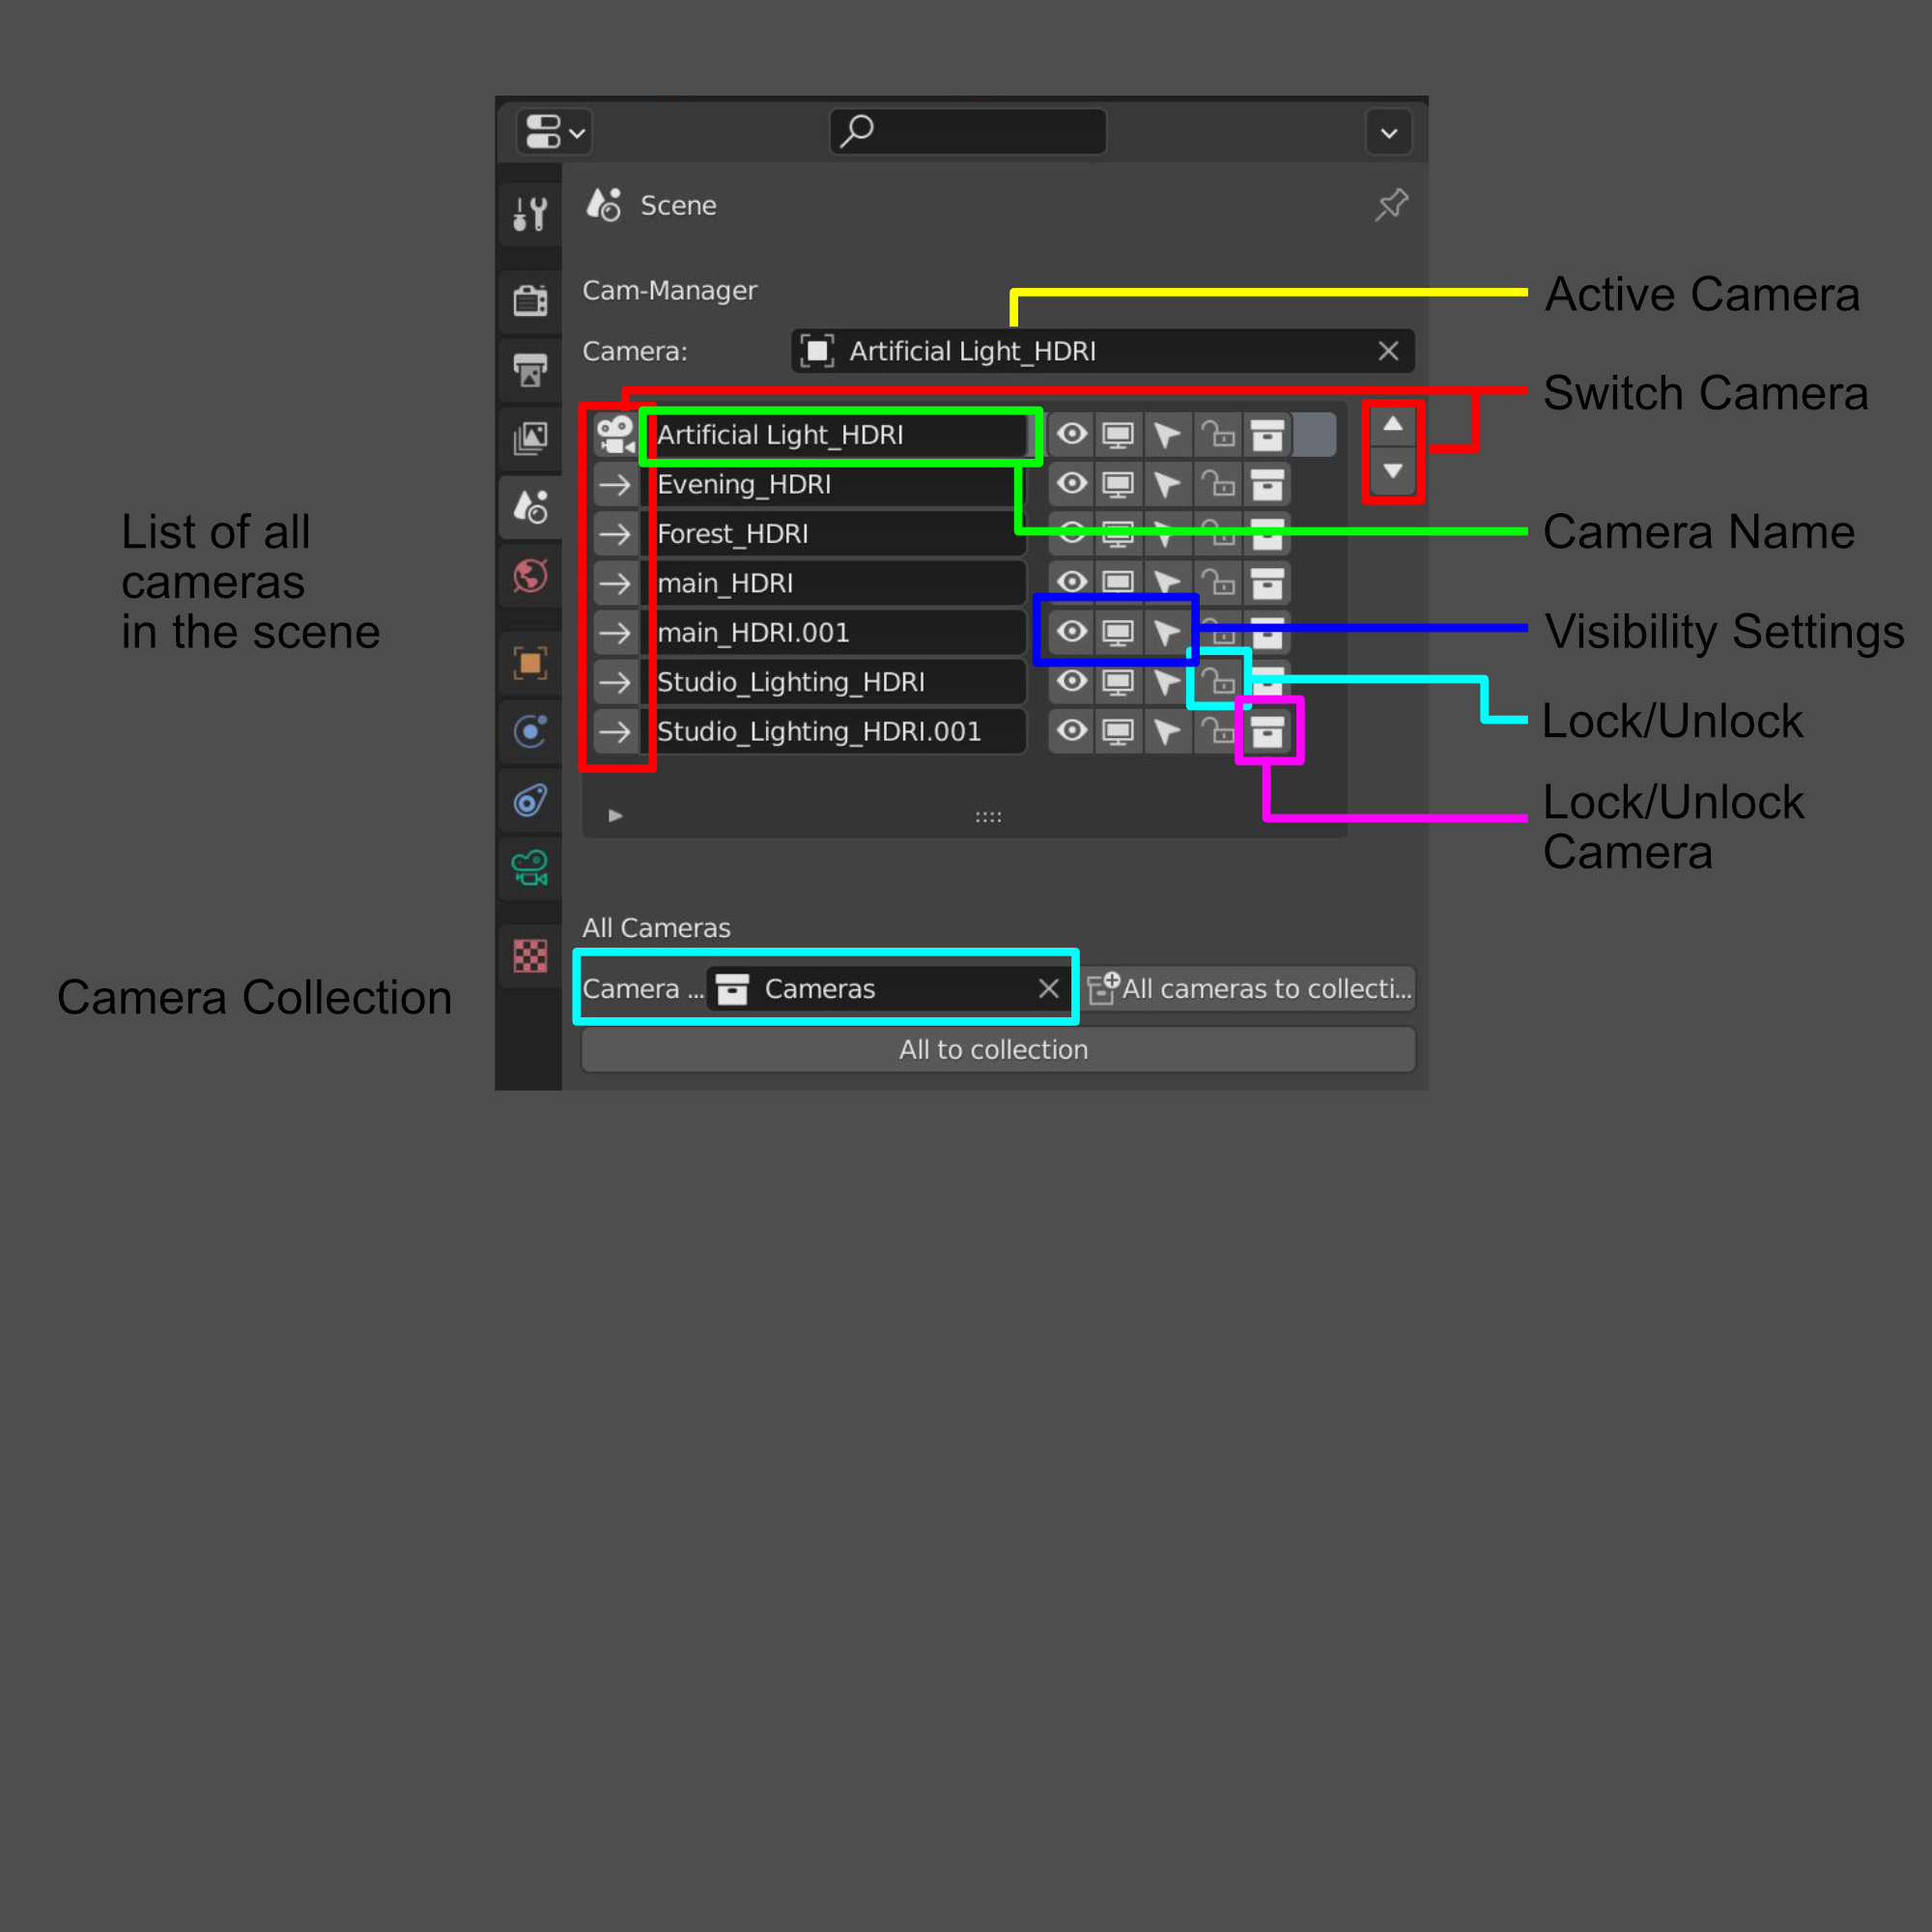 Scene
Cam-Manager
Active Camera
Camera:
Artificial Light_HDRI
Switch Camera
Artificial Light_HDRI
Evening_HDRI
List of all
cameras
in the scene
Forest_HDRI
Camera Name
main_HDRI
main_HDRI.001
Visibility Settings
Studio_Lighting_HDRI
Lock/Unlock
Studio_Lighting_HDRI.001
Lock/Unlock
Camera
All Cameras
Camera Collection
Camera ...
Cameras
All cameras to collecti...
All to collection